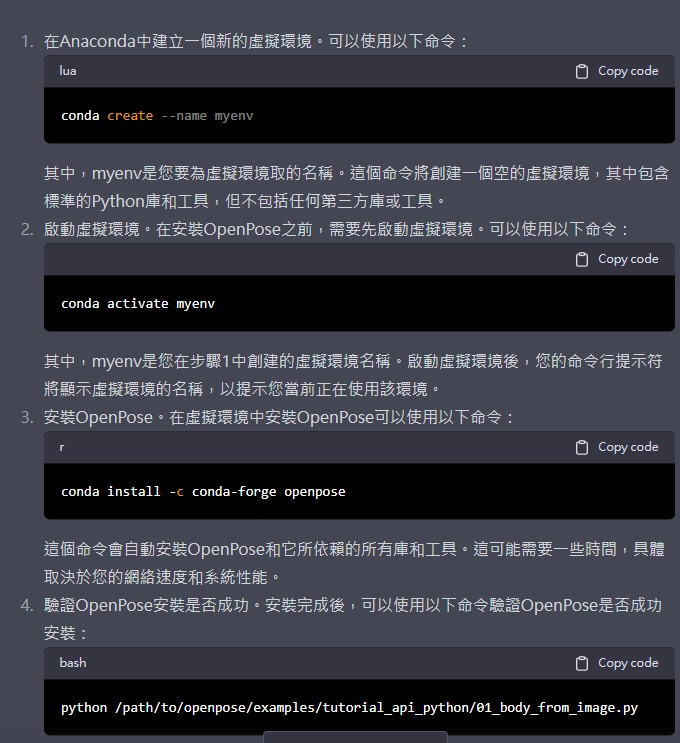 1. 在Anaconda中建立一個新的虛擬環境。可以使用以下命令：
lua Copy code
conda create --name myenv
其中，myenv是您要為虛擬環境取的名稱。這個命令將創建一個空的虛擬環境，其中包含
標準的Python庫和工具，但不包括任何第三方庫或工具。
2. 啟動虛擬環境。在安裝OpenPose之前，需要先啟動虛擬環境。可以使用以下命令：
Copy code
conda activate myenv
其中，myenv是您在步驟1中創建的虛擬環境名稱。啟動虛擬環境後，您的命令行提示符
將顯示虛擬環境的名稱，以提示您當前正在使用該環境。
3. 安裝OpenPose。在虛擬環境中安裝OpenPose可以使用以下命令：
r Copy code
conda install -c conda-forge openpose
這個命令會自動安裝OpenPose和它所依賴的所有庫和工具。這可能需要一些時間，具體
取決於您的網絡速度和系統性能。
4. 驗證OpenPose安裝是否成功。安裝完成後，可以使用以下命令驗證OpenPose是否成功
安裝：
bash Copy code
python /path/to/openpose/examples/tutorial_api_python/01_body_from_image.py